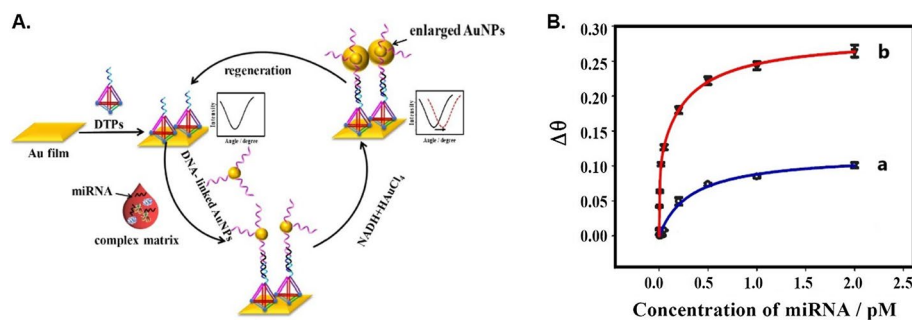 A.
enlarged AuNPs
regeneration
DTPs
Au film
Intensity
Angle / degree
Intensity
Angle / degree
DNA-linked AuNPs
miRNA
complex matrix
NADH+HAuCl₄
B.
0.30
0.25
0.20
0.15
0.10
0.05
0.00
Δθ
b
a
0.0 0.5 1.0 1.5 2.0 2.5
Concentration of miRNA / pM